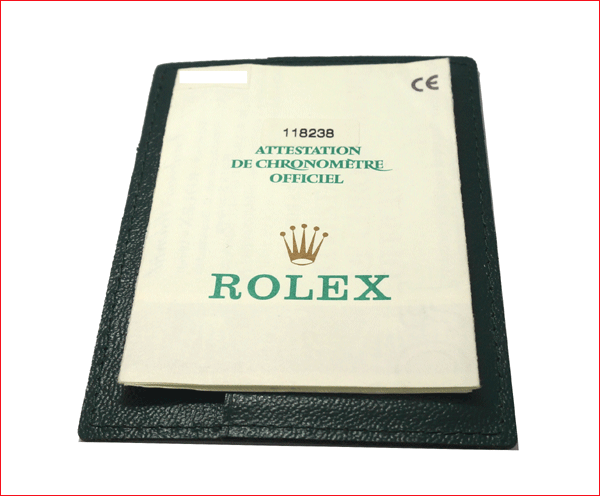 CE
118238
ATTESTATION
DE CHRONOMÈTRE
OFFICIEL
ROLEX